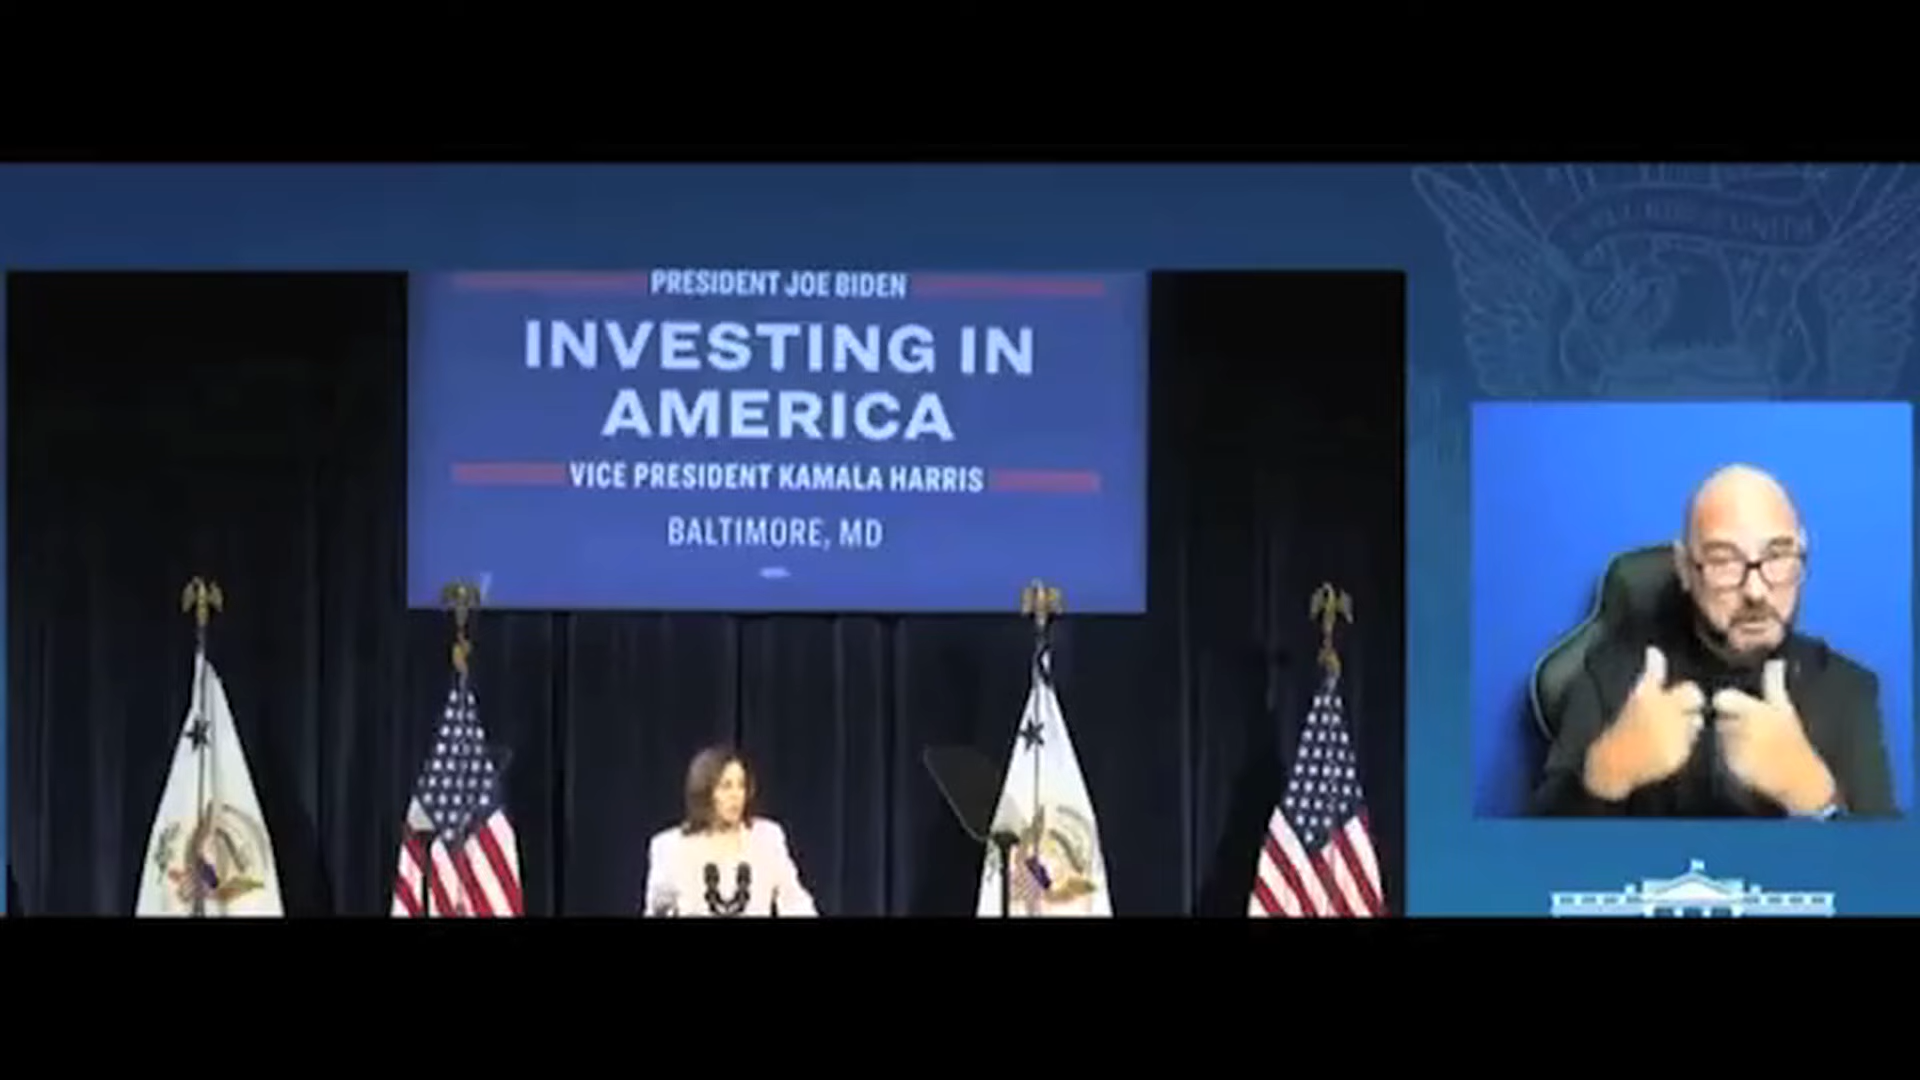 PRESIDENT JOE BIDEN
INVESTING IN
AMERICA
VICE PRESIDENT KAMALA HARRIS
BALTIMORE, MD